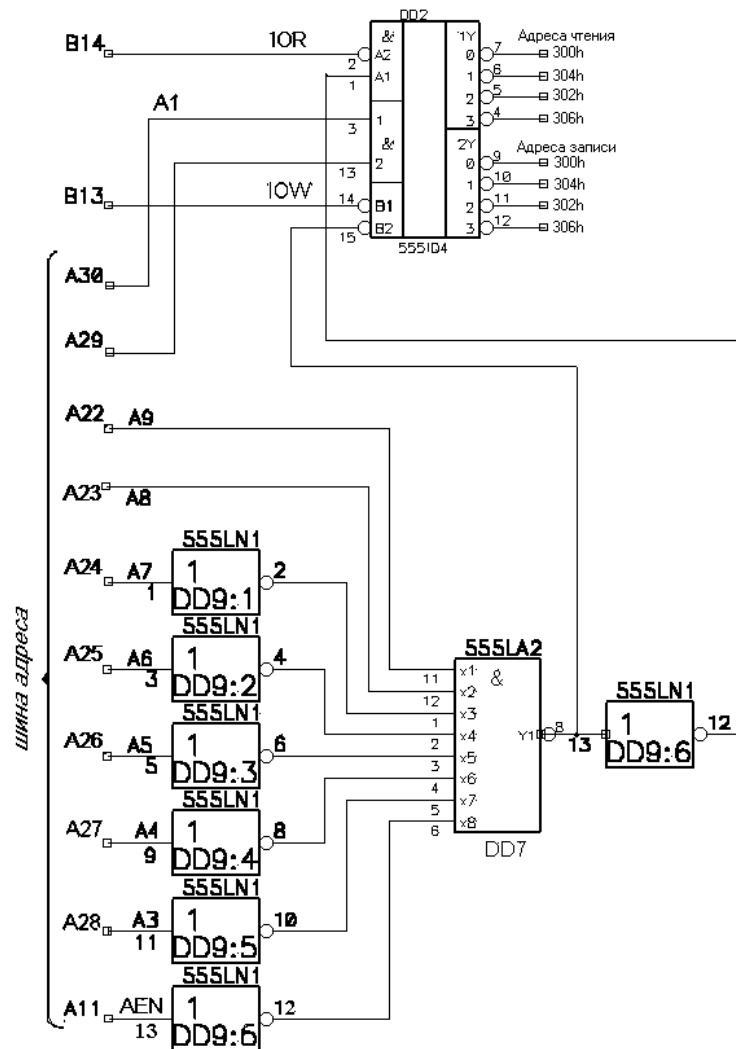 DD2
B14
IOR
2
1
&
A2
A1
1Y
0
1
2
3
7
6
5
4
Адреса чтения
300h
304h
302h
306h
A1
3
13
1
&
2
2Y
0
1
2
3
9
10
11
12
Адреса записи
300h
304h
302h
306h
B13
IOW
14
15
B1
B2
555ID4
A30
A29
A22
A9
A23
A8
шина адреса
555LN1
A24
A7
1
1
DD9:1
2
555LN1
A25
A6
3
1
DD9:2
4
555LN1
A26
A5
5
1
DD9:3
6
555LN1
A27
A4
9
1
DD9:4
8
555LN1
A28
A3
11
1
DD9:5
10
555LN1
A11
AEN
13
1
DD9:6
12
555LA2
11
12
1
2
3
4
5
6
x1
x2
x3
x4
x5
x6
x7
x8
&
Y1
8
DD7
13
555LN1
1
DD9:6
12